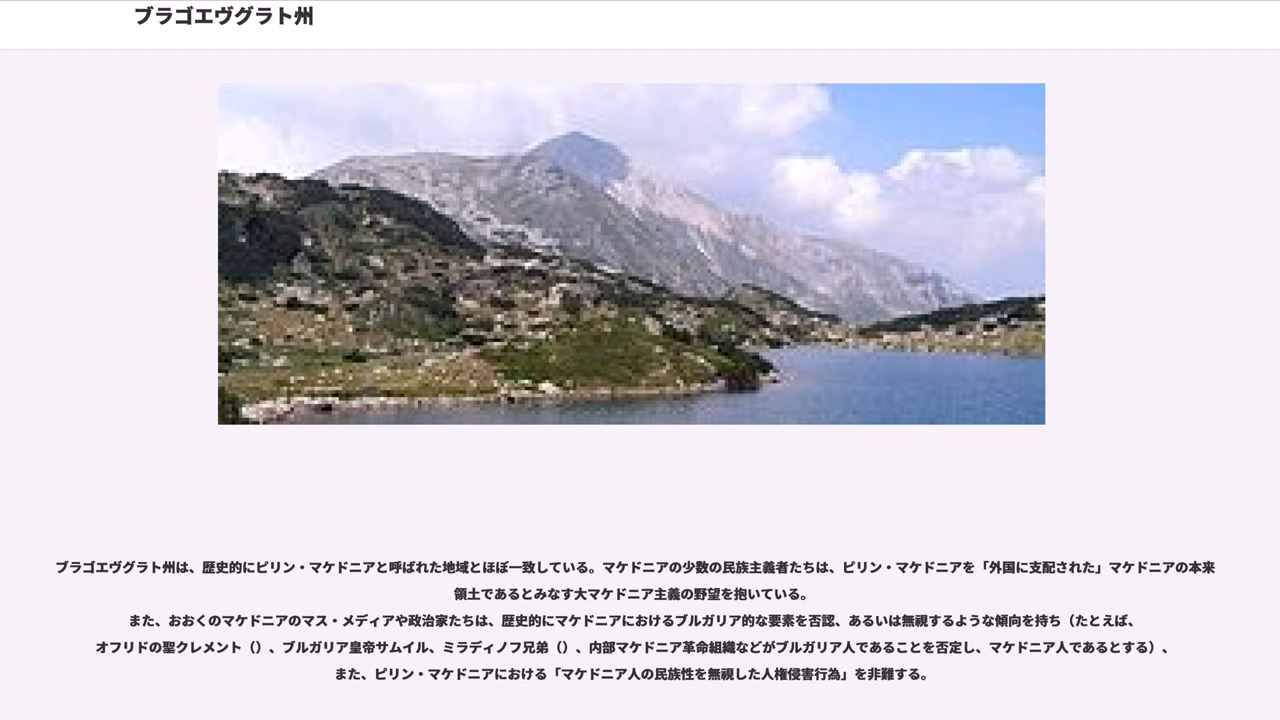 ブラゴエヴグラト州
ブラゴエヴグラト州は、歴史的にピリン・マケドニアと呼ばれた地域とほぼ一致している。マケドニアの少数の民族主義者たちは、ピリン・マケドニアを「外国に支配された」マケドニアの本来
領土であるとみなす大マケドニア主義の野望を抱いている。
また、おおくのマケドニアのマス・メディアや政治家たちは、歴史的にマケドニアにおけるブルガリア的な要素を否認、あるいは無視するような傾向を持ち（たとえば、
オフリドの聖クレメント（）、ブルガリア皇帝サムイル、ミラディノフ兄弟（）、内部マケドニア革命組織などがブルガリア人であることを否定し、マケドニア人であるとする）、
また、ピリン・マケドニアにおける「マケドニア人の民族性を無視した人権侵害行為」を非難する。